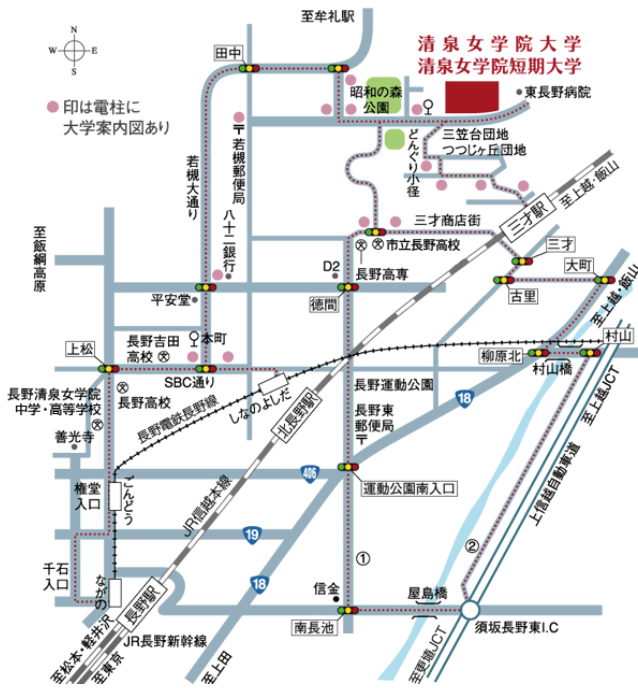 至牟礼駅
N
W
E
S
田中
清泉女学院大学
清泉女学院短期大学
昭和の森
公園
東長野病院
印は電柱に
大学案内図あり
三笠台団地
つつじヶ丘団地
どんぐり小径
〒若槻郵便局
若槻大通り
至上越・飯山
三才駅
三才商店街
八十二銀行
市立長野高校
三才
至飯綱高原
長野高専
D2
大町
平安堂
徳間
古里
至上越・飯山
本町
長野吉田
高校
村山
上松
柳原北
村山橋
SBC通り
しなのよしだ
長野運動公園
18
至上越JCT
長野清泉女学院
中学・高等学校
長野高校
長野電鉄長野線
北長野駅
長野東
郵便局
〒
善光寺
上信越自動車道
406
運動公園南入口
権堂
入口
ごんどう
JR信越本線
19
①
②
千石
入口
18
信金
屋島橋
ながの
長野駅
南長池
須坂長野東I.C
JR長野新幹線
至松本・軽井沢
至東京
至上田
至更埴JCT